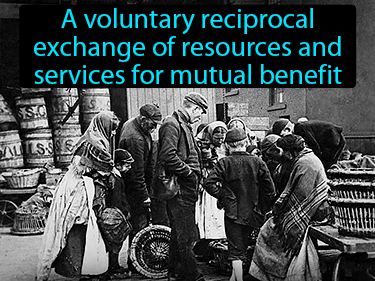 A voluntary reciprocal
exchange of resources and
services for mutual benefit